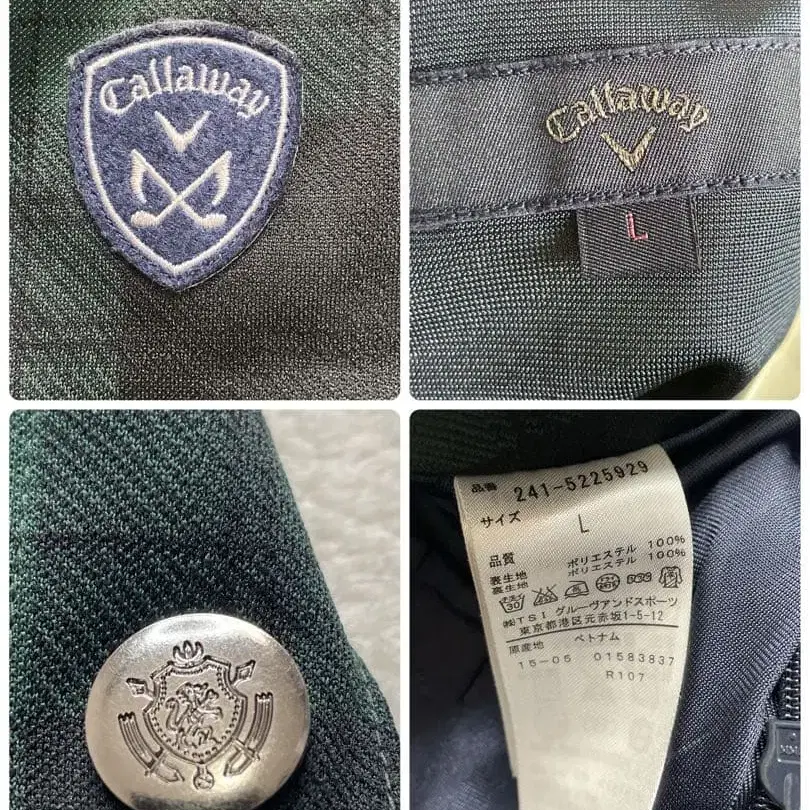 Callaway
Callaway
L
品番 241-5225929
サイズ L
品質
表生地 ポリエステル 100%
裏生地 ポリエステル 100%
30
㈱TSI グルーヴアンドスポーツ
東京都港区元赤坂1-5-12
原産地 ベトナム
15-05 01583837
R107